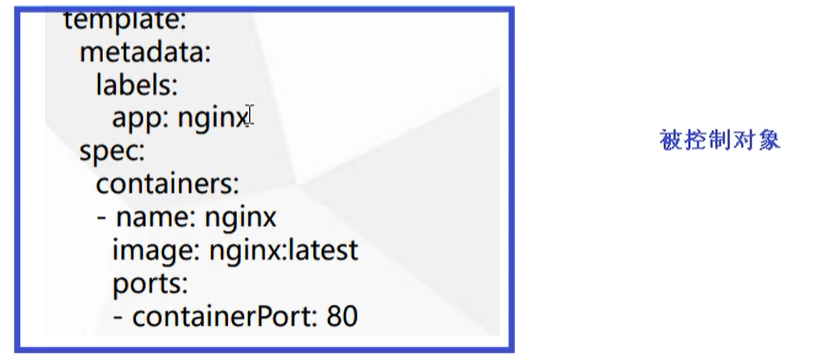 template:
metadata:
labels:
app: nginx
spec:
containers:
- name: nginx
image: nginx:latest
ports:
- containerPort: 80
被控制对象